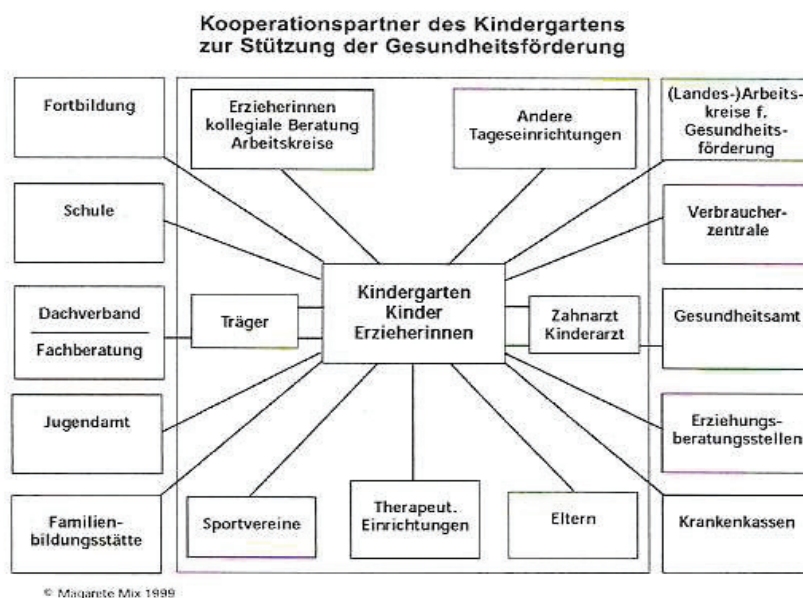 Kooperationspartner des Kindergartens
zur Stützung der Gesundheitsförderung
Fortbildung
Erzieherinnen
kollegiale Beratung
Arbeitskreise
Andere
Tageseinrichtungen
(Landes-)Arbeits-
kreise f.
Gesundheits-
förderung
Schule
Verbraucher-
zentrale
Dachverband
Fachberatung
Träger
Kindergarten
Kinder
Erzieherinnen
Zahnarzt
Kinderarzt
Gesundheitsamt
Jugendamt
Erziehungs-
beratungsstellen
Familien-
bildungsstätte
Sportvereine
Therapeut.
Einrichtungen
Eltern
Krankenkassen
© Magarete Mix 1999